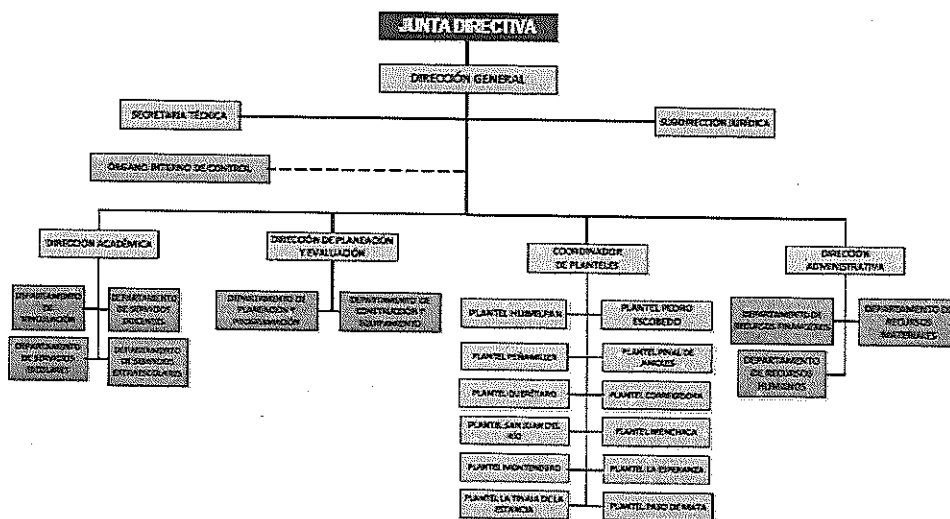 JUNTA DIRECTIVA
DIRECCIÓN GENERAL
SECRETARIA TÉCNICA
SUBDIRECCIÓN JURÍDICA
ÓRGANO INTERNO DE CONTROL
DIRECCIÓN ACADÉMICA
DIRECCIÓN DE PLANEACIÓN
Y EVALUACIÓN
COORDINADOR
DE PLANTELES
DIRECCIÓN
ADMINISTRATIVA
DEPARTAMENTO
DE
VINCULACIÓN
DEPARTAMENTO
DE SERVICIOS
DOCENTES
DEPARTAMENTO
DE SERVICIOS
ESCOLARES
DEPARTAMENTO
DE SERVICIOS
EXTRAESCOLARES
DEPARTAMENTO DE
PLANEACIÓN Y
PROGRAMACIÓN
DEPARTAMENTO DE
CONSTRUCCIÓN Y
EQUIPAMIENTO
PLANTEL HUIMILPAN
PLANTEL PEDRO
ESCOBEDO
PLANTEL PEÑAMILLER
PLANTEL PINAL DE
AMOLES
PLANTEL QUERÉTARO
PLANTEL CORREGIDORA
PLANTEL SAN JUAN DEL
RÍO
PLANTEL MENCHACA
PLANTEL MONTENEGRO
PLANTEL LA ESPERANZA
PLANTEL LA
DE LA
ESTANCIA
PLANTEL PASO DE MATA
DEPARTAMENTO DE
RECURSOS FINANCIEROS
DEPARTAMENTO DE
RECURSOS
MATERIALES
DEPARTAMENTO
DE RECURSOS
HUMANOS